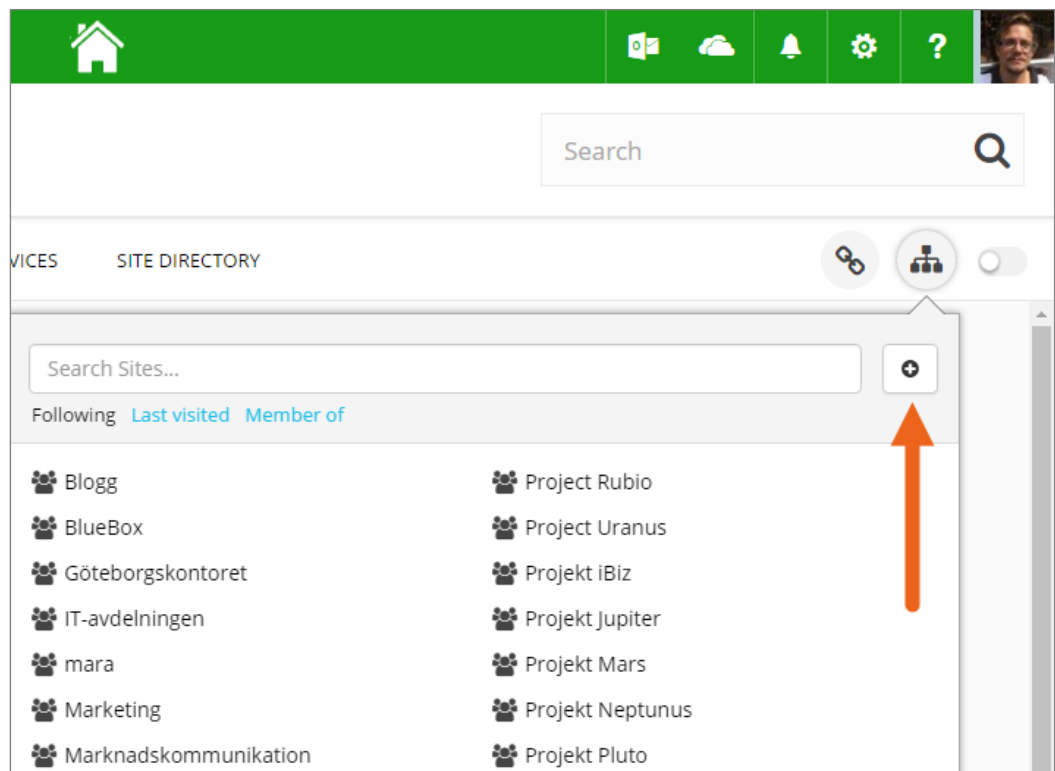 ?
Search
VICES SITE DIRECTORY
Search Sites...
Following Last visited Member of
Blogg Project Rubio
BlueBox Project Uranus
Göteborgskontoret Projekt iBiz
IT-avdelningen Projekt Jupiter
mara Projekt Mars
Marketing Projekt Neptunus
Marknadskommunikation Projekt Pluto